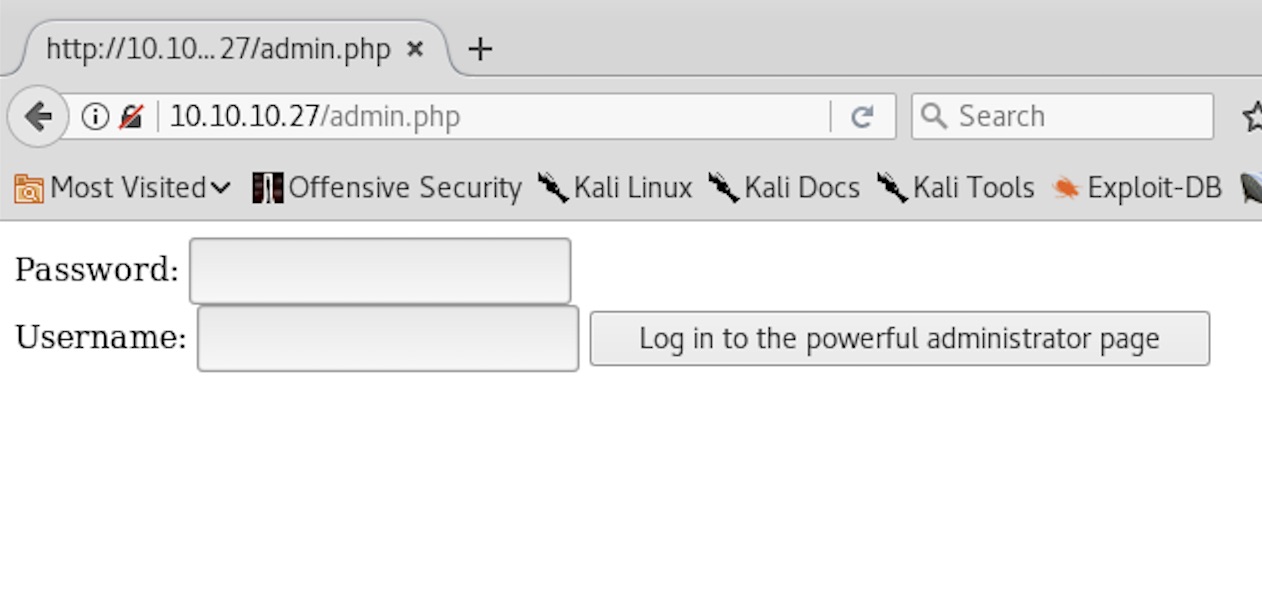 http://10.10... 27/admin.php
10.10.10.27/admin.php Search
Most Visited Offensive Security Kali Linux Kali Docs Kali Tools Exploit-DB
Password:
Username: Log in to the powerful administrator page